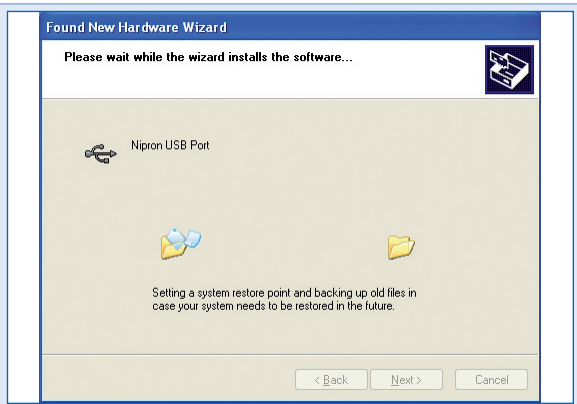 Found New Hardware Wizard
Please wait while the wizard installs the software...
Nipron USB Port
Setting a system restore point and backing up old files in
case your system needs to be restored in the future.
< Back Next > Cancel